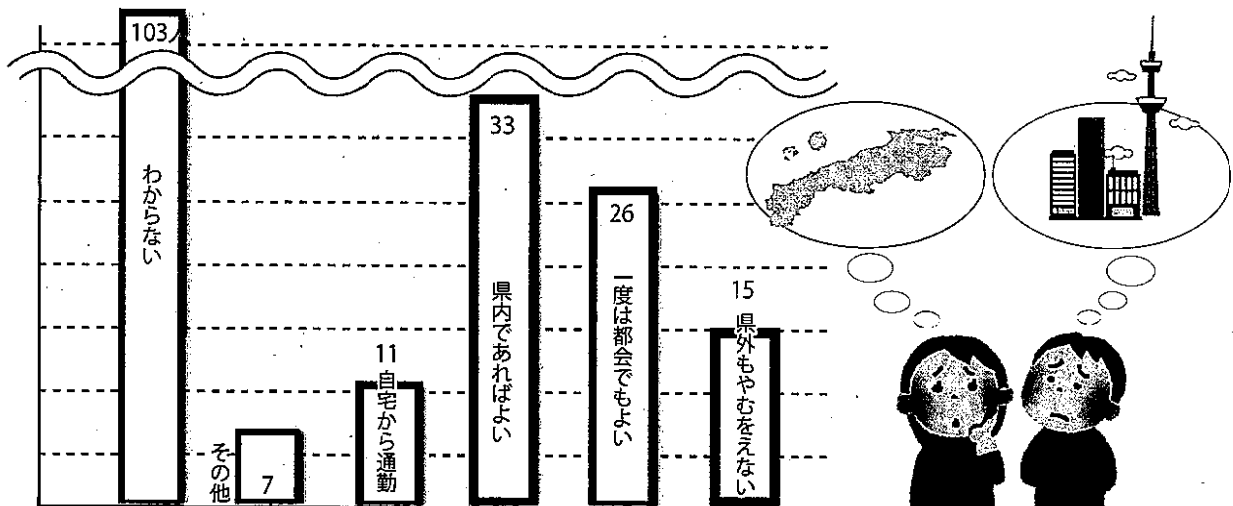 103人
わからない
その他
7
11
自宅から通勤
33
県内であればよい
26
一度は都会でもよい
15
県外もやむをえない